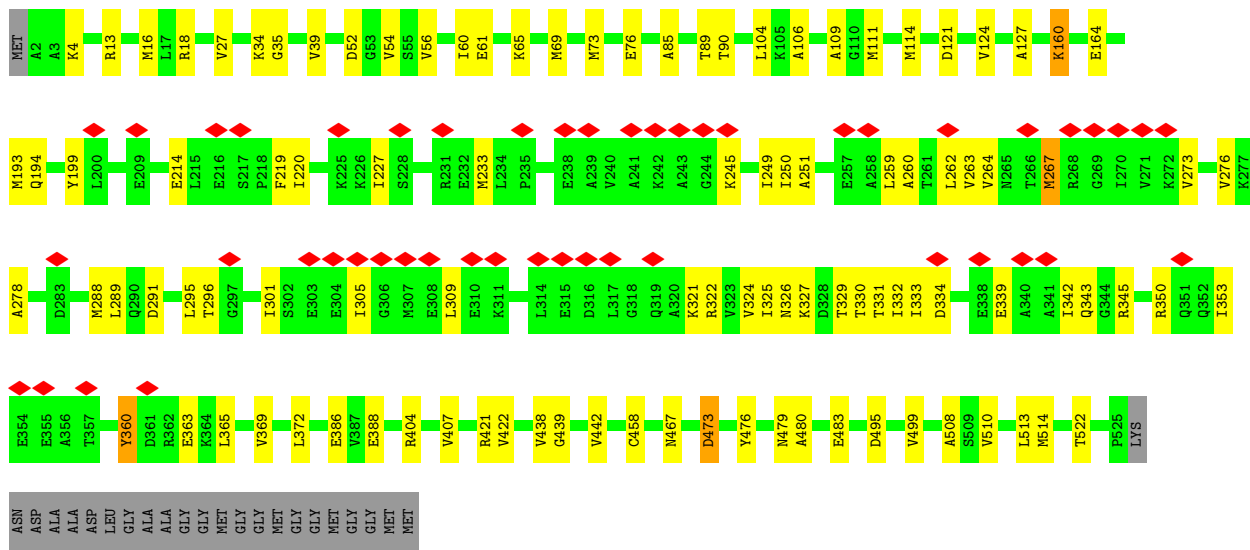 MET A2 A3 K4 R13 M16 L17 R18 V27 K34 G35 V39 D52 G53 V54 S55 V56 I60 E61 K65 M69 M73 E76 A85 T89 T90 L104 K105 A106 A109 G110 M111 M114 D121 V124 A127 K160 E164
M193 Q194 Y199 L200 E209 E214 L215 E216 S217 P218 F219 I220 K225 K226 I227 S228 R231 E232 M233 L234 P235 E238 A239 V240 A241 K242 A243 G244 K245 I249 I250 A251 E257 A258 L259 A260 T261 L262 V263 V264 N265 T266 M267 R268 G269 I270 V271 K272 V273 V276 K277
A278 D283 M288 L289 Q290 D291 L295 T296 G297 I301 S302 E303 E304 I305 G306 M307 E308 L309 E310 K311 L314 E315 D316 L317 G318 Q319 A320 K321 R322 V323 V324 I325 N326 K327 D328 T329 T330 T331 I332 I333 D334 E338 E339 A340 A341 I342 Q343 G344 R345 R350 Q351 Q352 I353
E354 E355 A356 T357 Y360 D361 R362 E363 K364 L365 V369 L372 E386 V387 E388 R404 V407 R421 V422 V438 G439 V442 C458 N467 D473 Y476 N479 A480 E483 D495 V499 A508 S509 V510 L513 M514 T522 P525 LYS
ASN ASP ALA ALA ASP LEU GLY ALA ALA GLY GLY MET GLY GLY MET GLY GLY MET GLY GLY MET MET